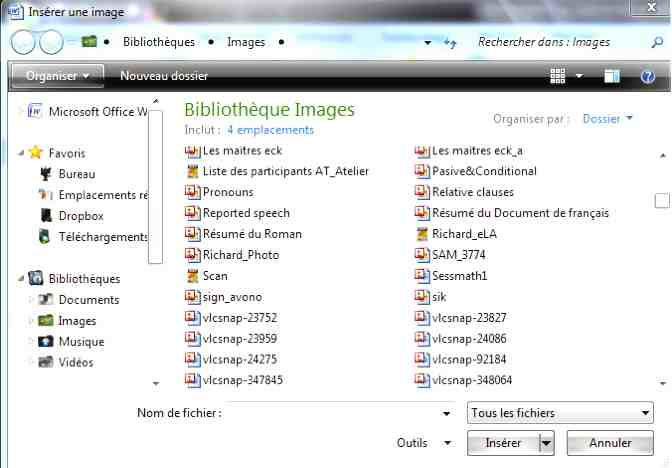 Insérer une image
Bibliothèques • Images •
Rechercher dans : Images
Organiser Nouveau dossier
Microsoft Office W
Favoris
Bureau
Emplacements ré
Dropbox
Téléchargements
Bibliothèques
Documents
Images
Musique
Vidéos
Bibliothèque Images
Inclut : 4 emplacements
Organiser par : Dossier
Les maitres eck Les maitres eck_a
Liste des participants AT_Atelier Pasive&Conditional
Pronouns Relative clauses
Reported speech Résumé du Document de français
Résumé du Roman Richard_eLA
Richard_Photo SAM_3774
Scan Sessmath1
sign_avono sik
vlcsnap-23752 vlcsnap-23827
vlcsnap-23959 vlcsnap-24086
vlcsnap-24275 vlcsnap-92184
vlcsnap-347845 vlcsnap-348064
Nom de fichier : Tous les fichiers
Outils Insérer Annuler